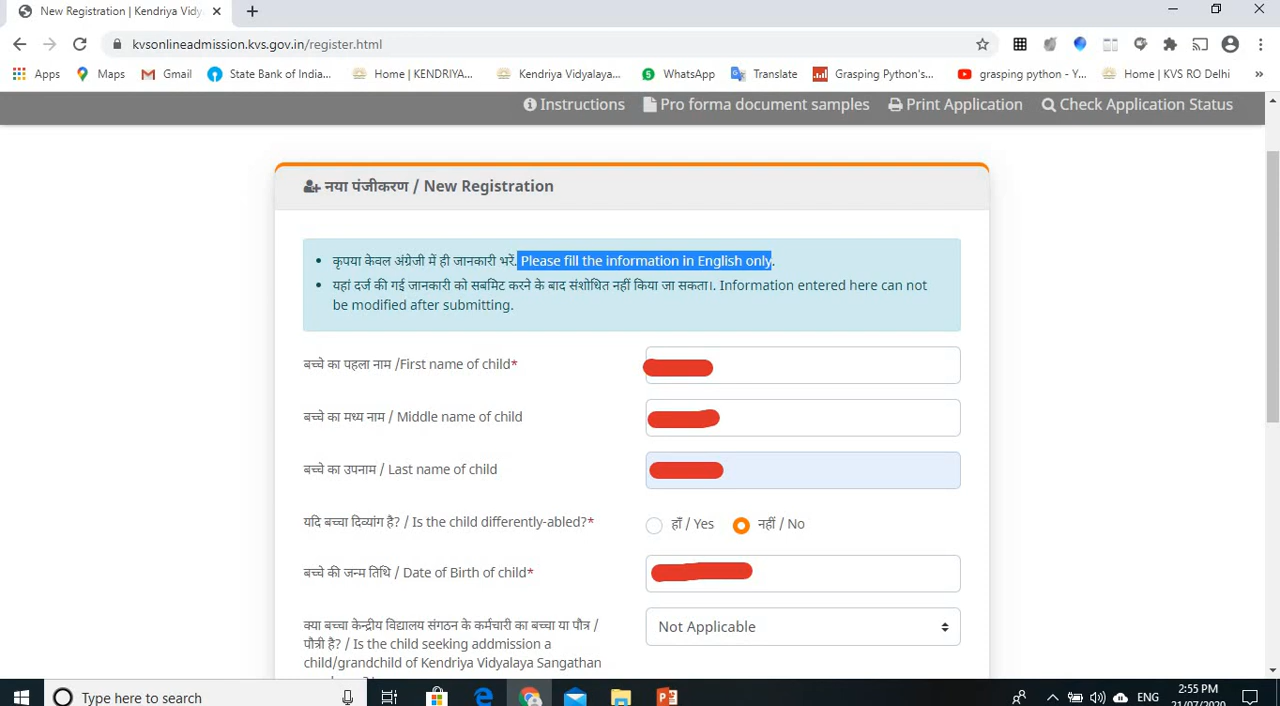 New Registration | Kendriya Vidy
kvsonlineadmission.kvs.gov.in/register.html
Apps Maps Gmail State Bank of India... Home | KENDRIYA... Kendriya Vidyalaya... 5 WhatsApp Translate Grasping Python's... grasping python - Y... Home | KVS RO Delhi »
Instructions Pro forma document samples Print Application Check Application Status
नया पंजीकरण / New Registration
कृपया केवल अंग्रेजी में ही जानकारी भरें. Please fill the information in English only.
यहां दर्ज की गई जानकारी को सबमिट करने के बाद संशोधित नहीं किया जा सकता।. Information entered here can not
be modified after submitting.
बच्चे का पहला नाम /First name of child*
बच्चे का मध्य नाम / Middle name of child
बच्चे का उपनाम / Last name of child
यदि बच्चा दिव्यांग है? / Is the child differently-abled?* हाँ / Yes नहीं / No
बच्चे की जन्म तिथि / Date of Birth of child*
क्या बच्चा केन्द्रीय विद्यालय संगठन के कर्मचारी का बच्चा या पौत्र / Not Applicable
पौत्री है? / Is the child seeking addmission a
child/grandchild of Kendriya Vidyalaya Sangathan
Type here to search ENG 2:55 PM
21/07/2020